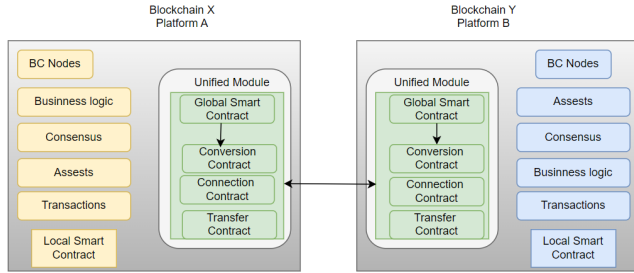 Blockchain X
Platform A
BC Nodes
Businness logic
Consensus
Assests
Transactions
Local Smart
Contract
Unified Module
Global Smart
Contract
Conversion
Contract
Connection
Contract
Transfer
Contract
Blockchain Y
Platform B
Unified Module
Global Smart
Contract
Conversion
Contract
Connection
Contract
Transfer
Contract
BC Nodes
Assests
Consensus
Businness logic
Transactions
Local Smart
Contract